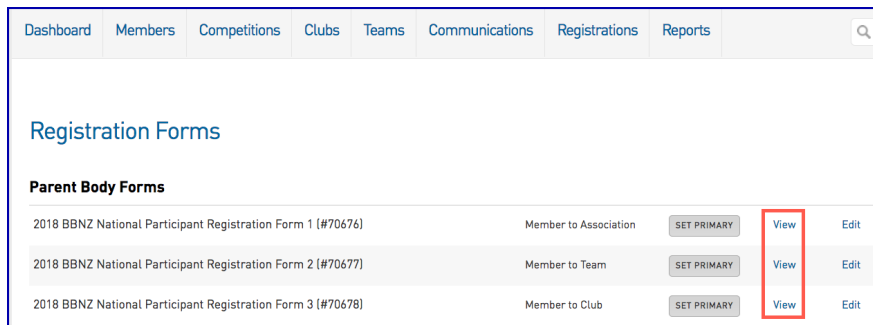 Dashboard Members Competitions Clubs Teams Communications Registrations Reports
Registration Forms
Parent Body Forms
2018 BBNZ National Participant Registration Form 1 (#70676) Member to Association SET PRIMARY View Edit
2018 BBNZ National Participant Registration Form 2 (#70677) Member to Team SET PRIMARY View Edit
2018 BBNZ National Participant Registration Form 3 (#70678) Member to Club SET PRIMARY View Edit